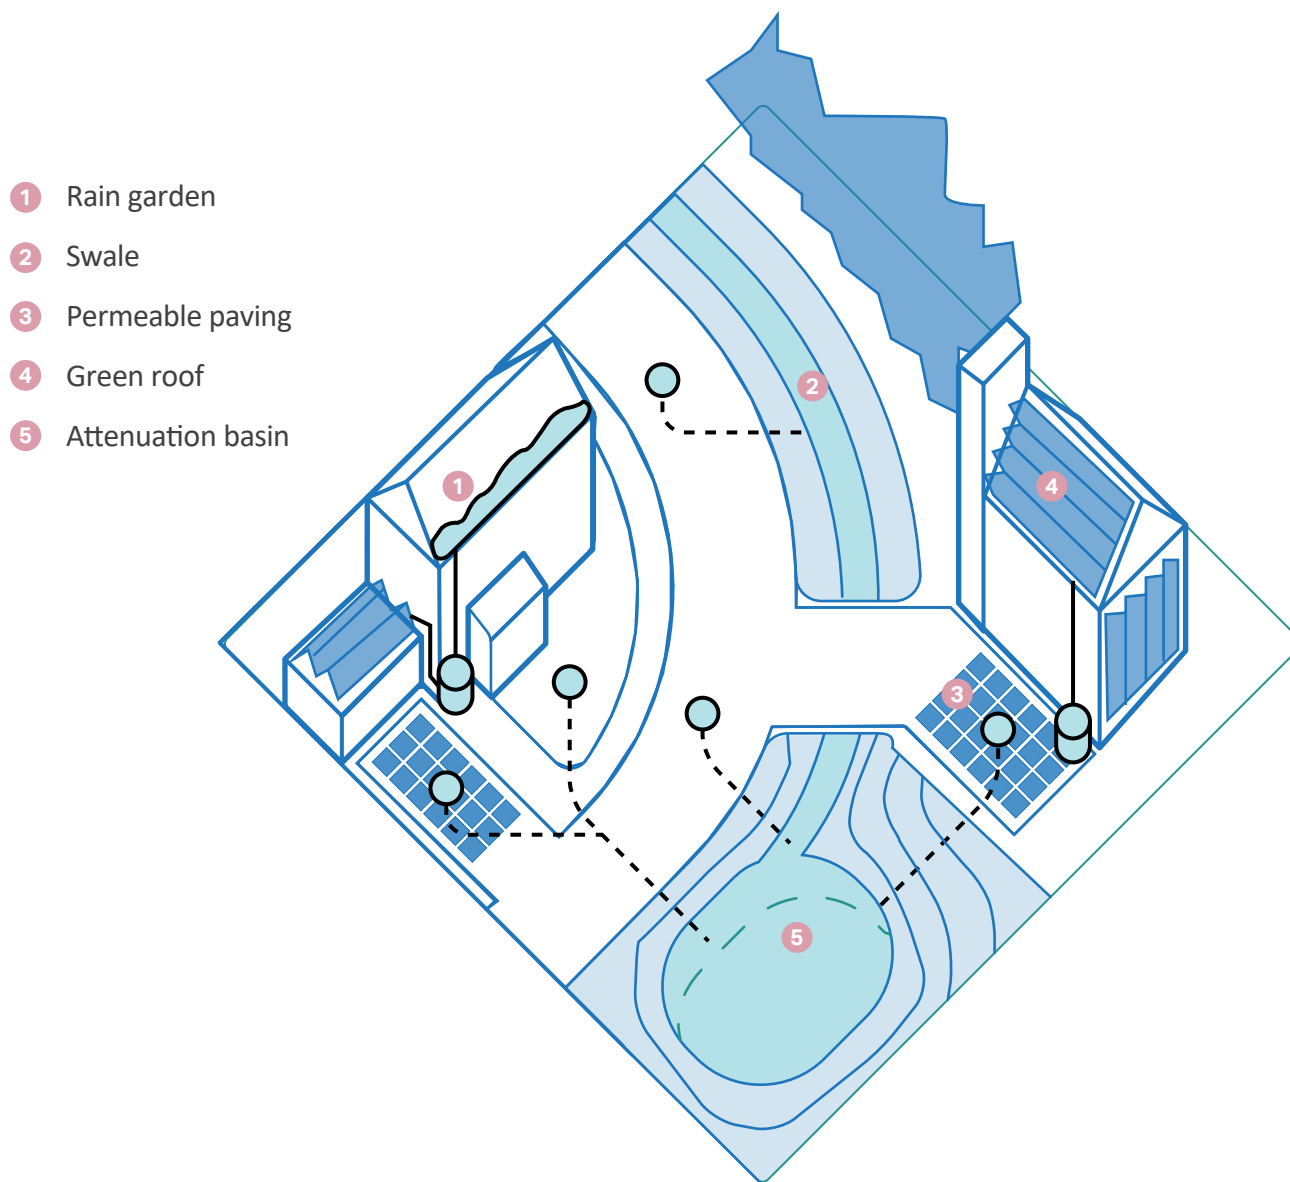 1 Rain garden
2 Swale
3 Permeable paving
4 Green roof
5 Attenuation basin
2
1
4
3
5